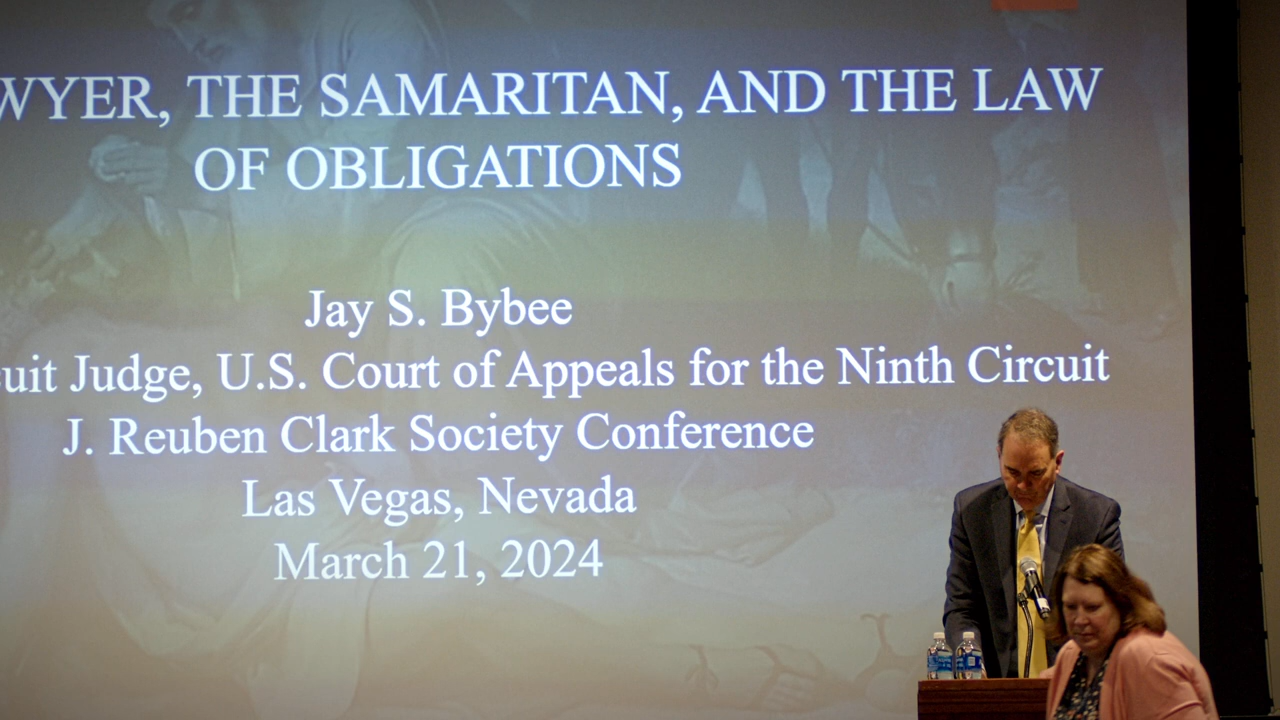 WYER, THE SAMARITAN, AND THE LAW
OF OBLIGATIONS
Jay S. Bybee
cuit Judge, U.S. Court of Appeals for the Ninth Circuit
J. Reuben Clark Society Conference
Las Vegas, Nevada
March 21, 2024